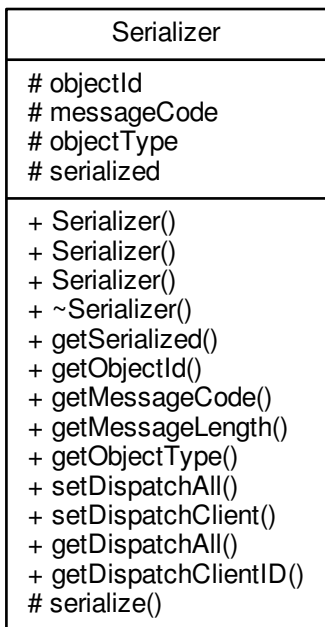 Serializer
# objectId
# messageCode
# objectType
# serialized
+ Serializer()
+ Serializer()
+ Serializer()
+ ~Serializer()
+ getSerialized()
+ getObjectId()
+ getMessageCode()
+ getMessageLength()
+ getObjectType()
+ setDispatchAll()
+ setDispatchClient()
+ getDispatchAll()
+ getDispatchClientID()
# serialize()